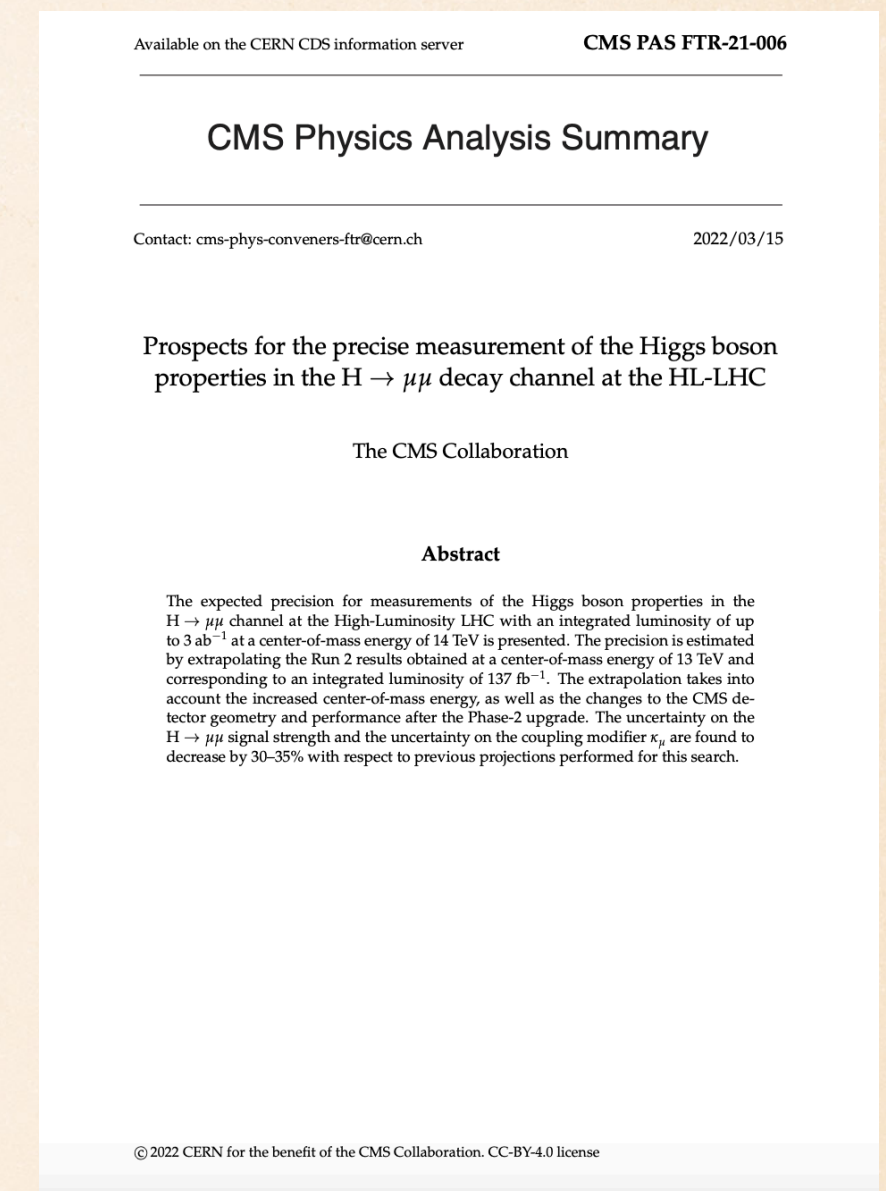 Available on the CERN CDS information server CMS PAS FTR-21-006
CMS Physics Analysis Summary
Contact: cms-phys-conveners-ftr@cern.ch 2022/03/15
Prospects for the precise measurement of the Higgs boson
properties in the H → μμ decay channel at the HL-LHC
The CMS Collaboration
Abstract
The expected precision for measurements of the Higgs boson properties in the
H → μμ channel at the High-Luminosity LHC with an integrated luminosity of up
to 3 ab⁻¹ at a center-of-mass energy of 14 TeV is presented. The precision is estimated
by extrapolating the Run 2 results obtained at a center-of-mass energy of 13 TeV and
corresponding to an integrated luminosity of 137 fb⁻¹. The extrapolation takes into
account the increased center-of-mass energy, as well as the changes to the CMS de-
tector geometry and performance after the Phase-2 upgrade. The uncertainty on the
H → μμ signal strength and the uncertainty on the coupling modifier κμ are found to
decrease by 30–35% with respect to previous projections performed for this search.
© 2022 CERN for the benefit of the CMS Collaboration. CC-BY-4.0 license